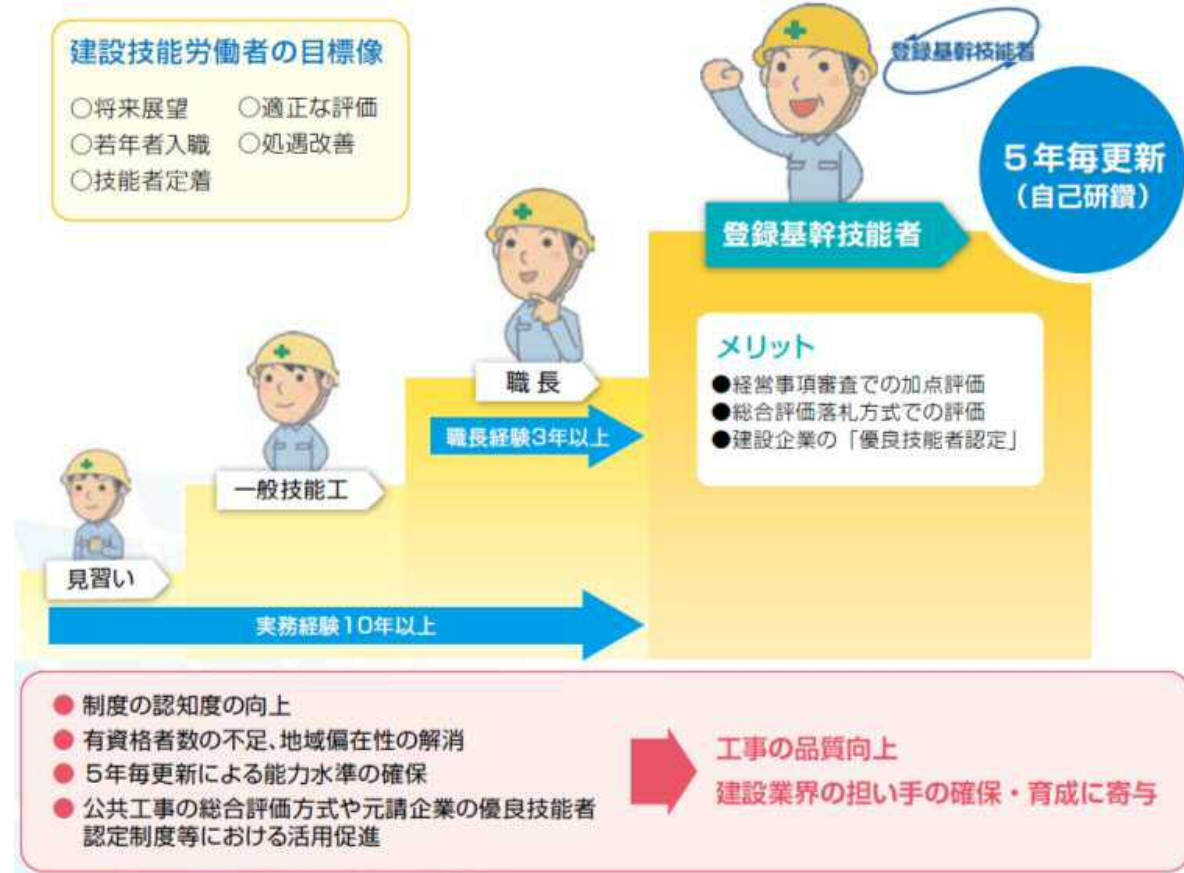 建設技能労働者の目標像
○将来展望 ○適正な評価
○若年者入職 ○処遇改善
○技能者定着
登録基幹技能者
5年毎更新
(自己研鑽)
登録基幹技能者
メリット
●経営事項審査での加点評価
●総合評価落札方式での評価
●建設企業の「優良技能者認定」
職長
職長経験3年以上
一般技能工
見習い
実務経験10年以上
● 制度の認知度の向上
● 有資格者数の不足、地域偏在性の解消
● 5年毎更新による能力水準の確保
● 公共工事の総合評価方式や元請企業の優良技能者
認定制度等における活用促進
工事の品質向上
建設業界の担い手の確保・育成に寄与